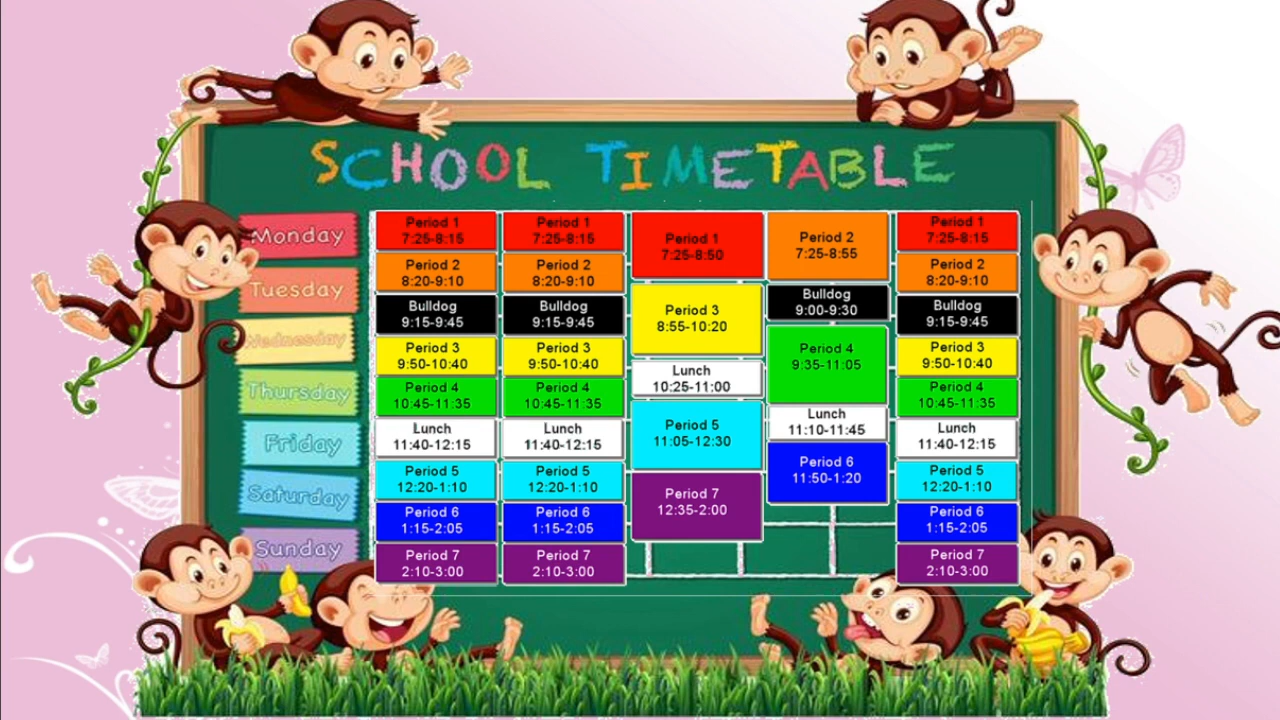 SCHOOL TIMETABLE
Monday
Tuesday
Wednesday
Thursday
Friday
Saturday
Sunday
Period 1
7:25-8:15
Period 2
8:20-9:10
Bulldog
9:15-9:45
Period 3
9:50-10:40
Period 4
10:45-11:35
Lunch
11:40-12:15
Period 5
12:20-1:10
Period 6
1:15-2:05
Period 7
2:10-3:00
Period 1
7:25-8:15
Period 2
8:20-9:10
Bulldog
9:15-9:45
Period 3
9:50-10:40
Period 4
10:45-11:35
Lunch
11:40-12:15
Period 5
12:20-1:10
Period 6
1:15-2:05
Period 7
2:10-3:00
Period 1
7:25-8:50
Period 3
8:55-10:20
Lunch
10:25-11:00
Period 5
11:05-12:30
Period 7
12:35-2:00
Period 2
7:25-8:55
Bulldog
9:00-9:30
Period 4
9:35-11:05
Lunch
11:10-11:45
Period 6
11:50-1:20
Period 1
7:25-8:15
Period 2
8:20-9:10
Bulldog
9:15-9:45
Period 3
9:50-10:40
Period 4
10:45-11:35
Lunch
11:40-12:15
Period 5
12:20-1:10
Period 6
1:15-2:05
Period 7
2:10-3:00